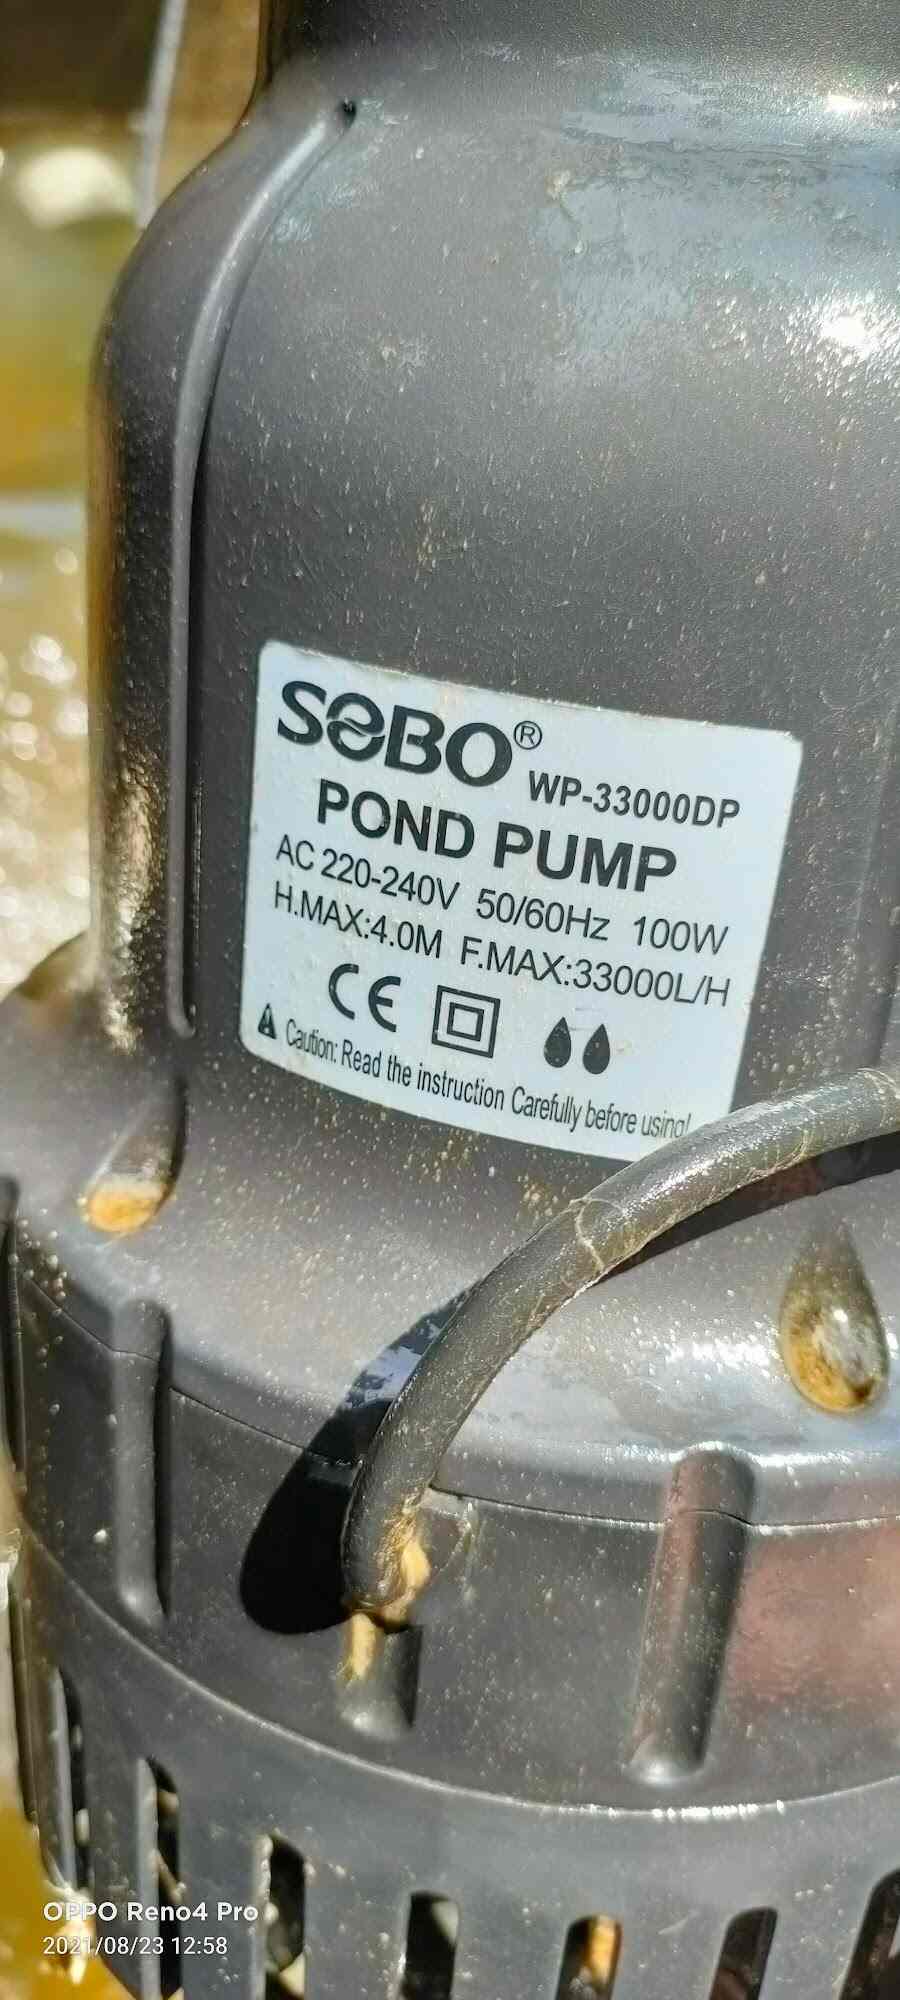 SOBO®
WP-33000DP
POND PUMP
AC 220-240V 50/60Hz 100W
H.MAX:4.0M F.MAX:33000L/H
CE
Caution: Read the instruction Carefully before using!
OPPO Reno4 Pro
2021/08/23 12:58